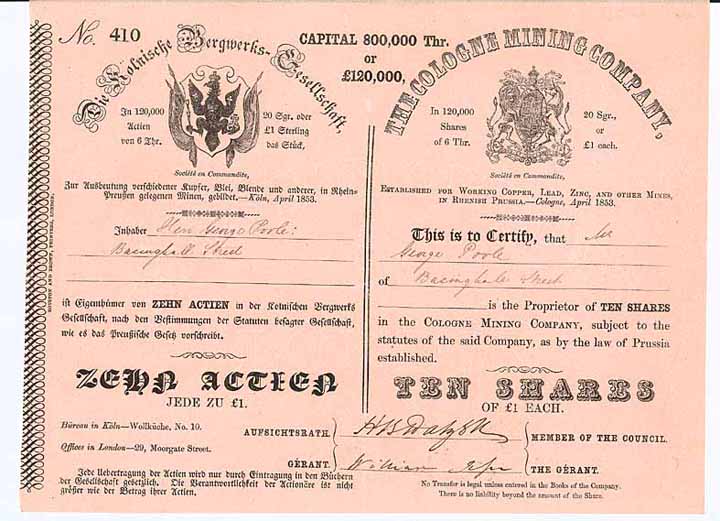 No. 410
Die Kölnische Bergwerks-Gesellschaft,
In 120,000
Actien
von 6 Thr.
20 Sgr. oder
£1 Sterling
das Stück,
Société en Commandite,
Zur Ausbeutung verschiedener Kupfer, Blei, Blende und anderer, in Rhein-
Preußen gelegenen Minen, gebildet.—Köln, April 1853.
Inhaber Herr George Poole:
Basinghall Street
ist Eigenthümer von ZEHN ACTIEN in der Kolnischen Bergwerks
Gesellschaft, nach den Bestimmungen der Statuten besagter Gesellschaft,
wie es das Preußische Gesetz vorschreibt.
ZEHN ACTIEN
JEDE ZU £1.
Büreau in Köln—Wollküche, No. 10.
Offices in London—29, Moorgate Street.
Jede Uebertragung der Actien wird nur durch Eintragung in den Büchern
der Gesellschaft gesetzlich. Die Verantwortlichkeit der Actionäre ist nicht
größer wie der Betrag ihrer Actien.
CAPITAL 800,000 Thr.
or
£120,000,
THE COLOGNE MINING COMPANY,
In 120,000
Shares
of 6 Thr.
20 Sgr.,
or
£1 each.
Société en Commandite,
ESTABLISHED FOR WORKING COPPER, LEAD, ZINC, AND OTHER MINES,
IN RHENISH PRUSSIA.—Cologne, April 1853.
This is to Certify, that Mr
George Poole
of Basinghall Street
is the Proprietor of TEN SHARES
in the COLOGNE MINING COMPANY, subject to the
statutes of the said Company, as by the law of Prussia
established.
TEN SHARES
OF £1 EACH.
AUFSICHTSRATH. MEMBER OF THE COUNCIL.
GÉRANT. William THE GÉRANT.
No Transfer is legal unless entered in the Books of the Company.
There is no liability beyond the amount of the Share.